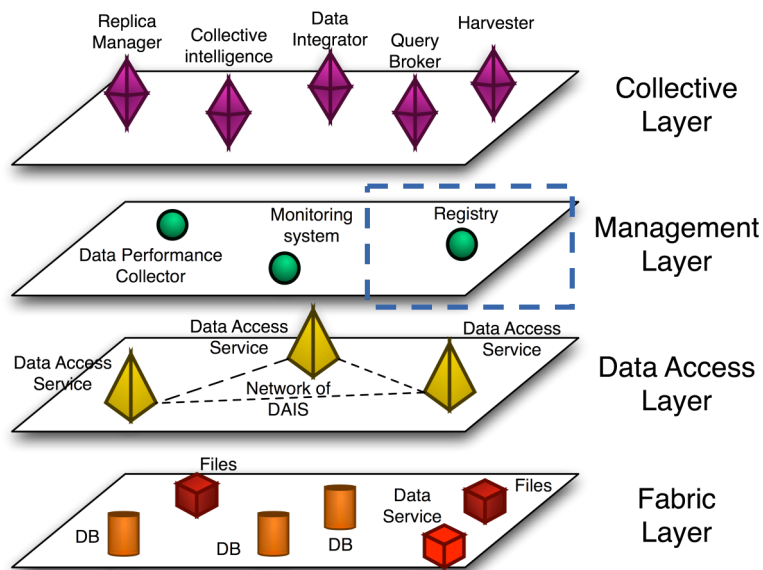 Replica
Manager
Collective
intelligence
Data
Integrator
Query
Broker
Harvester
Collective
Layer
Data Performance
Collector
Monitoring
system
Registry
Management
Layer
Data Access
Service
Data Access
Service
Data Access
Service
Network of
DAIS
Data Access
Layer
Files
DB
DB
DB
Data
Service
Files
Fabric
Layer